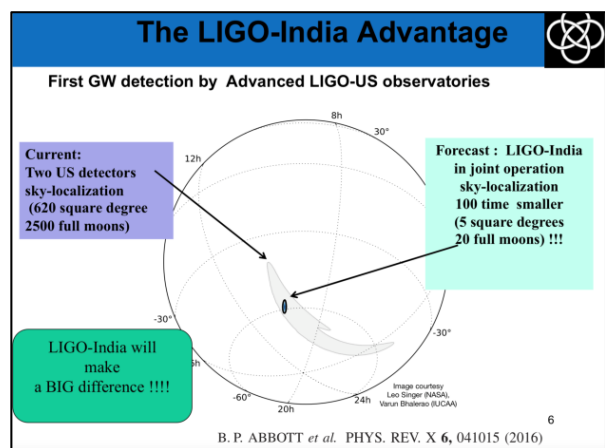 The LIGO-India Advantage
First GW detection by Advanced LIGO-US observatories
Current:
Two US detectors
sky-localization
(620 square degree
2500 full moons)
Forecast : LIGO-India
in joint operation
sky-localization
100 time smaller
(5 square degrees
20 full moons) !!!
8h
30°
12h
-30°
-30°
-60°
20h
24h
LIGO-India will
make
a BIG difference !!!!
Image courtesy
Leo Singer (NASA),
Varun Bhalerao (IUCAA)
6
B. P. ABBOTT et al. PHYS. REV. X 6, 041015 (2016)